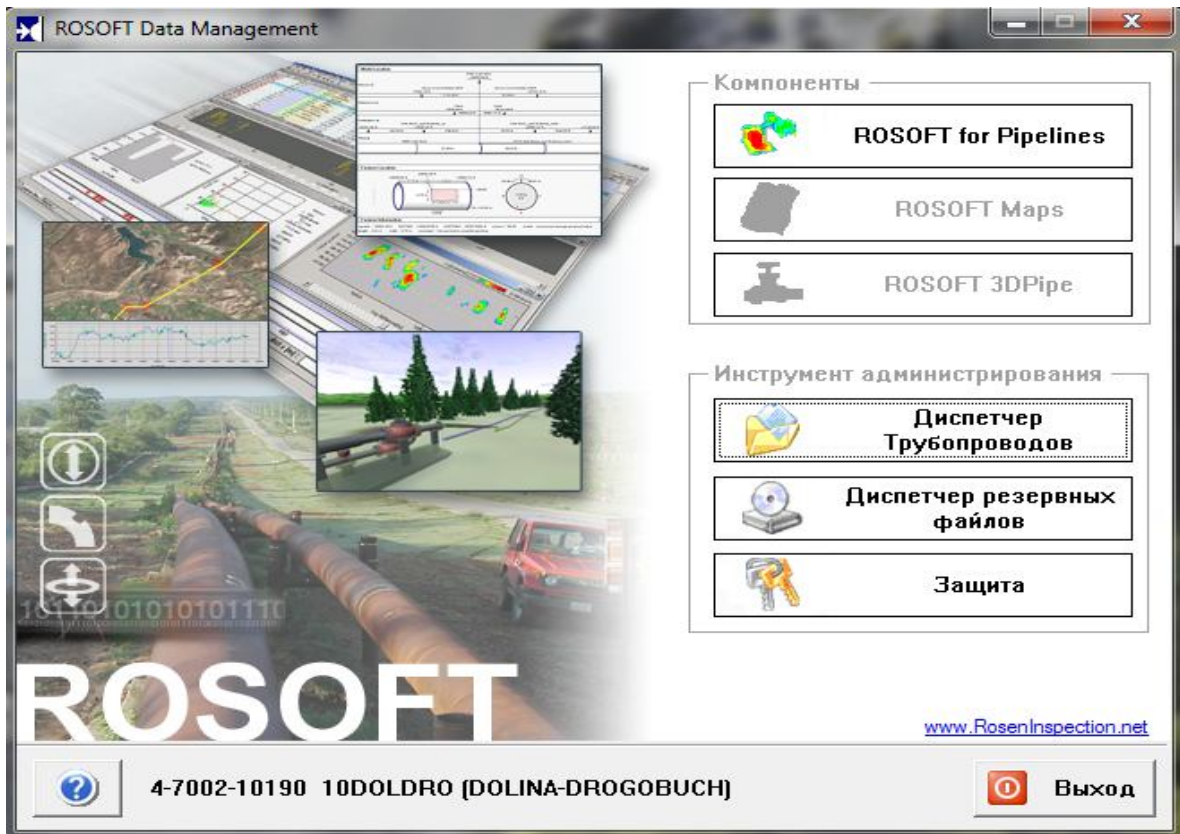 ROSOFT Data Management
Компоненты
ROSOFT for Pipelines
ROSOFT Maps
ROSOFT 3DPipe
Инструмент администрирования
Диспетчер
Трубопроводов
Диспетчер резервных
файлов
Защита
ROSOFT
www.RosenInspection.net
4-7002-10190 10DOLDRO (DOLINA-DROGOBUCH)
Выход